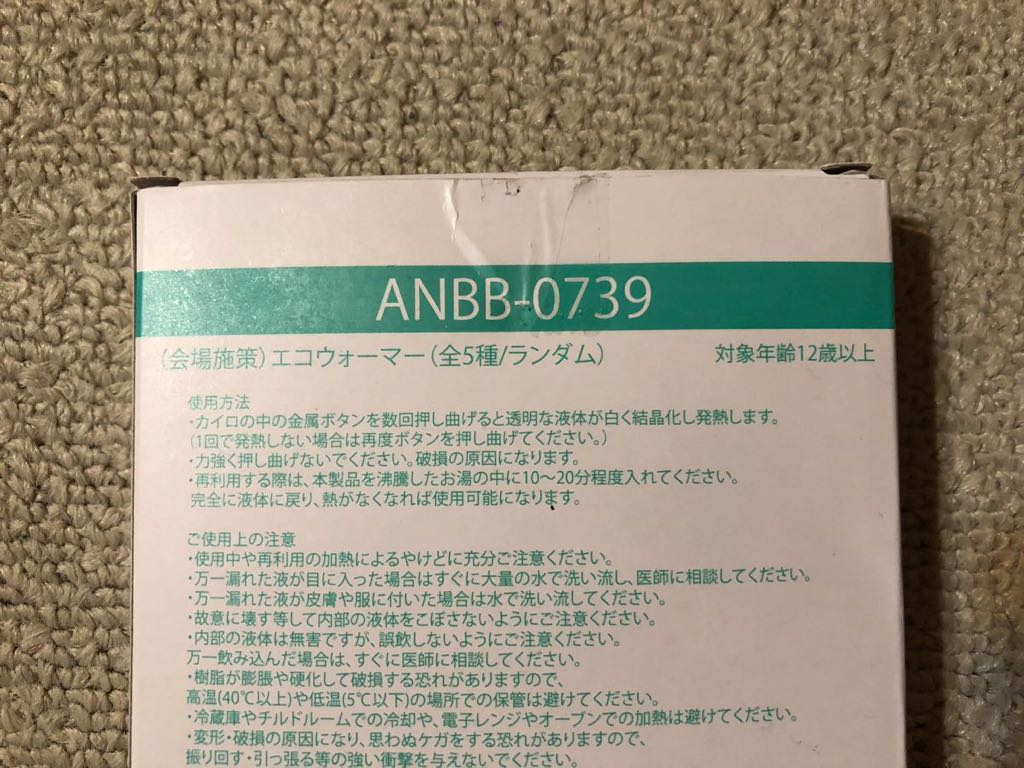 ANBB-0739
(会場施策)エコウォーマー(全5種/ランダム) 対象年齢12歳以上
使用方法
・カイロの中の金属ボタンを数回押し曲げると透明な液体が白く結晶化し発熱します。
(1回で発熱しない場合は再度ボタンを押し曲げてください。)
・力強く押し曲げないでください。破損の原因になります。
・再利用する際は、本製品を沸騰したお湯の中に10〜20分程度入れてください。
完全に液体に戻り、熱がなくなれば使用可能になります。
ご使用上の注意
・使用中や再利用の加熱によるやけどに充分ご注意ください。
・万一漏れた液が目に入った場合はすぐに大量の水で洗い流し、医師に相談してください。
・万一漏れた液が皮膚や服に付いた場合は水で洗い流してください。
・故意に壊す等して内部の液体をこぼさないようにご注意ください。
・内部の液体は無害ですが、誤飲しないようにご注意ください。
万一飲み込んだ場合は、すぐに医師に相談してください。
・樹脂が膨脹や硬化して破損する恐れがありますので、
高温(40℃以上)や低温(5℃以下)の場所での保管は避けてください。
・冷蔵庫やチルドルームでの冷却や、電子レンジやオーブンでの加熱は避けてください。
・変形・破損の原因になり、思わぬケガをする恐れがありますので、
振り回す・引っ張る等の強い衝撃を与えないでください。